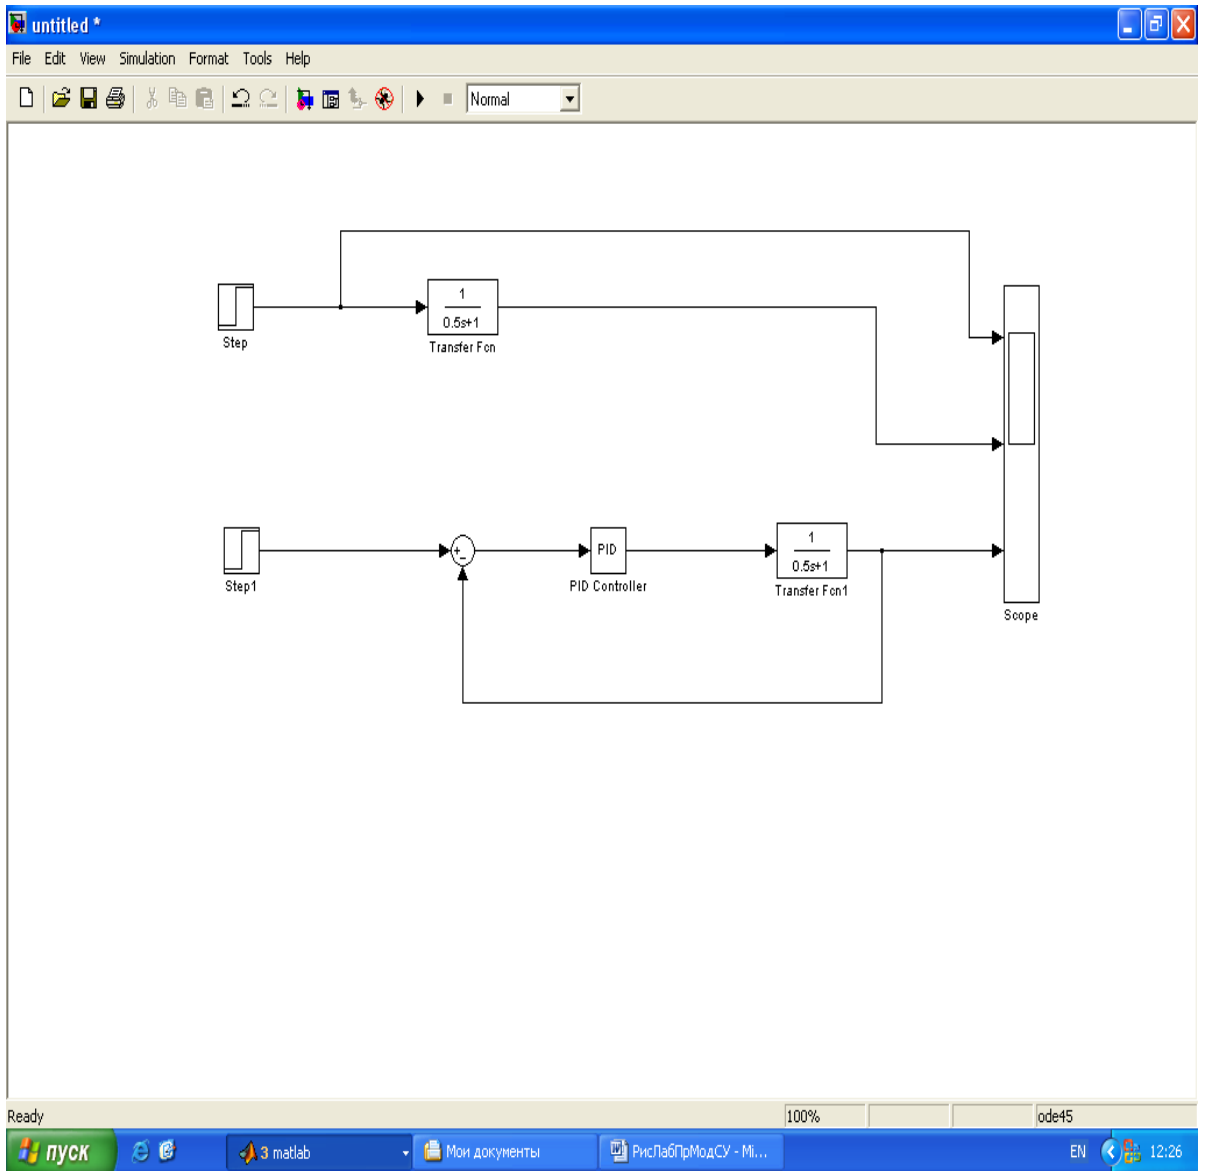 untitled *
File Edit View Simulation Format Tools Help
Normal
1
0.5s+1
Step
Transfer Fcn
PID
1
0.5s+1
Step1
PID Controller
Transfer Fcn1
Scope
Ready 100% ode45
пуск 3 matlab Мои документы РисЛабПрМодСУ - Mi... EN 12:26